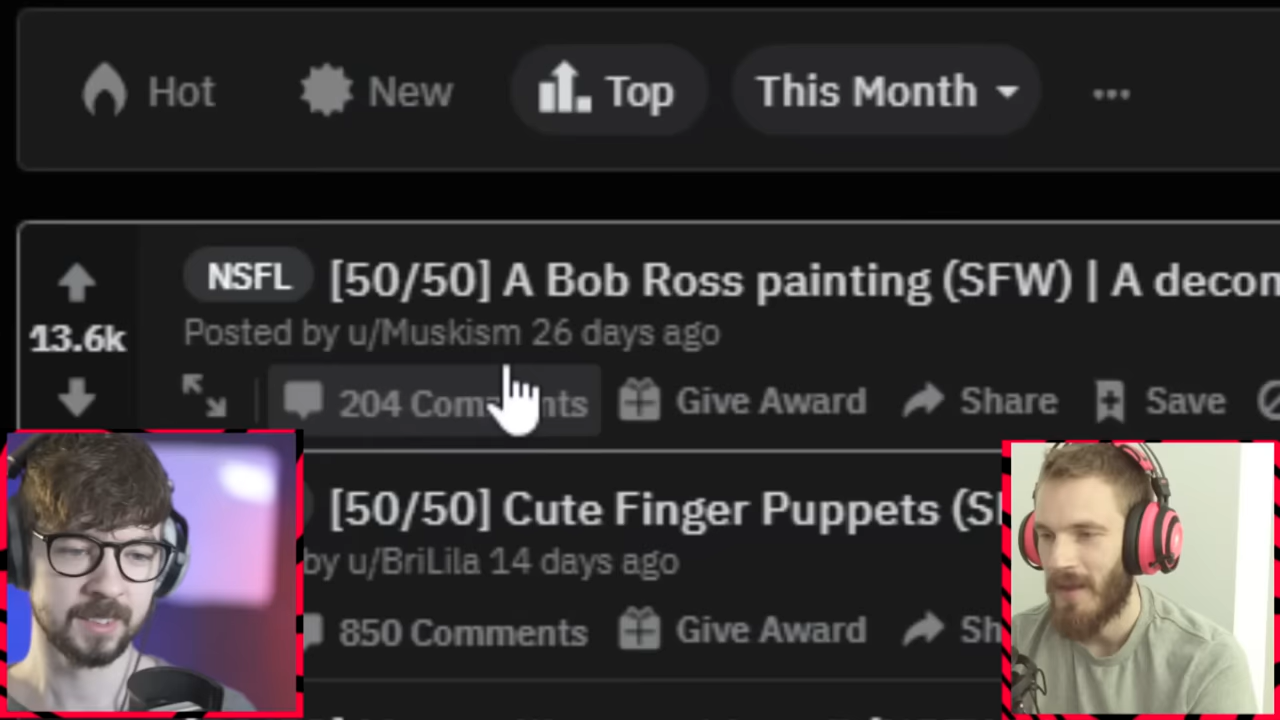 Hot New Top This Month ...
NSFL [50/50] A Bob Ross painting (SFW) | A decon
13.6k
Posted by u/Muskism 26 days ago
204 Comments Give Award Share Save
[50/50] Cute Finger Puppets (S
by u/BriLila 14 days ago
850 Comments Give Award Sh